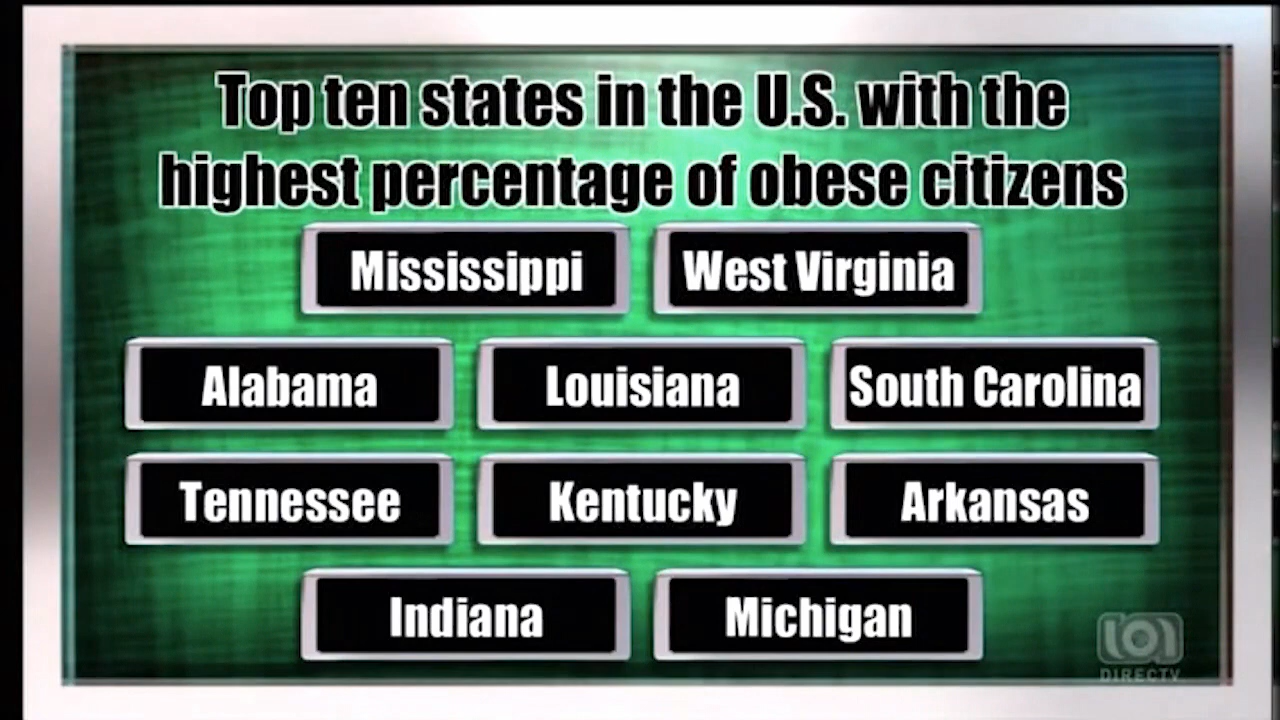 Top ten states in the U.S. with the
highest percentage of obese citizens
Mississippi
West Virginia
Alabama
Louisiana
South Carolina
Tennessee
Kentucky
Arkansas
Indiana
Michigan
101
DIRECTV